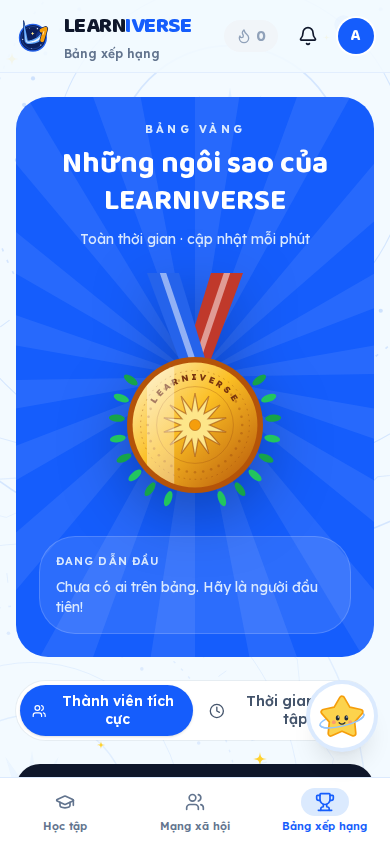 LEARNIVERSE
Bảng xếp hạng
0
A
BẢNG VÀNG
Những ngôi sao của
LEARNIVERSE
Toàn thời gian · cập nhật mỗi phút
LEARNIVERSE
ĐANG DẪN ĐẦU
Chưa có ai trên bảng. Hãy là người đầu
tiên!
Thành viên tích
cực
Thời gian
tập
Học tập
Mạng xã hội
Bảng xếp hạng